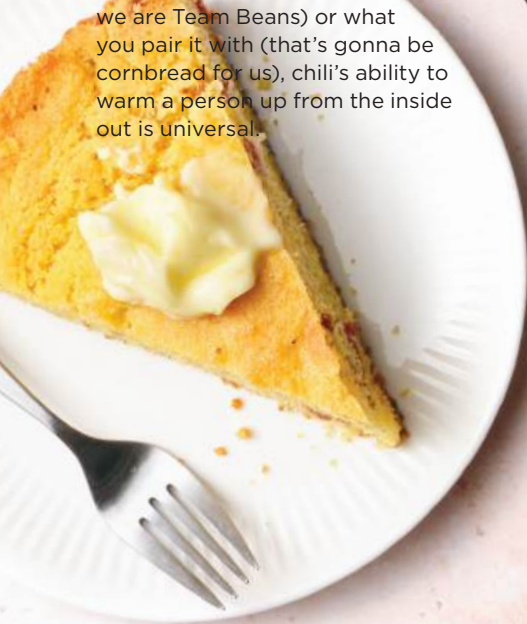 we are Team Beans) or what
you pair it with (that’s gonna be
cornbread for us), chili’s ability to
warm a person up from the inside
out is universal.